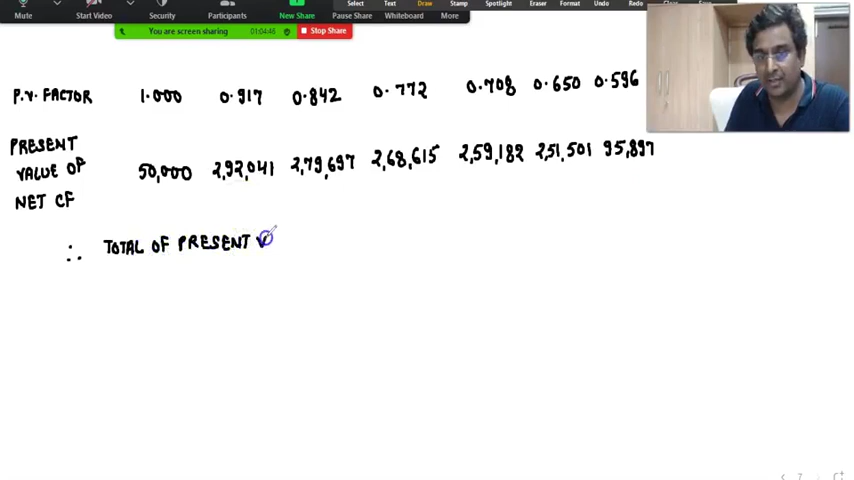 Select Text Draw Stamp Spotlight Eraser Format Undo Redo
Mute Start Video Security Participants New Share Pause Share Whiteboard More
You are screen sharing 01:04:46 Stop Share
P.V. FACTOR 1.000 0.917 0.842 0.772 0.708 0.650 0.596
PRESENT
VALUE OF
NET CF 50,000 2,92,041 2,79,697 2,68,615 2,59,182 2,51,501 95,897
∴ TOTAL OF PRESENT V
7